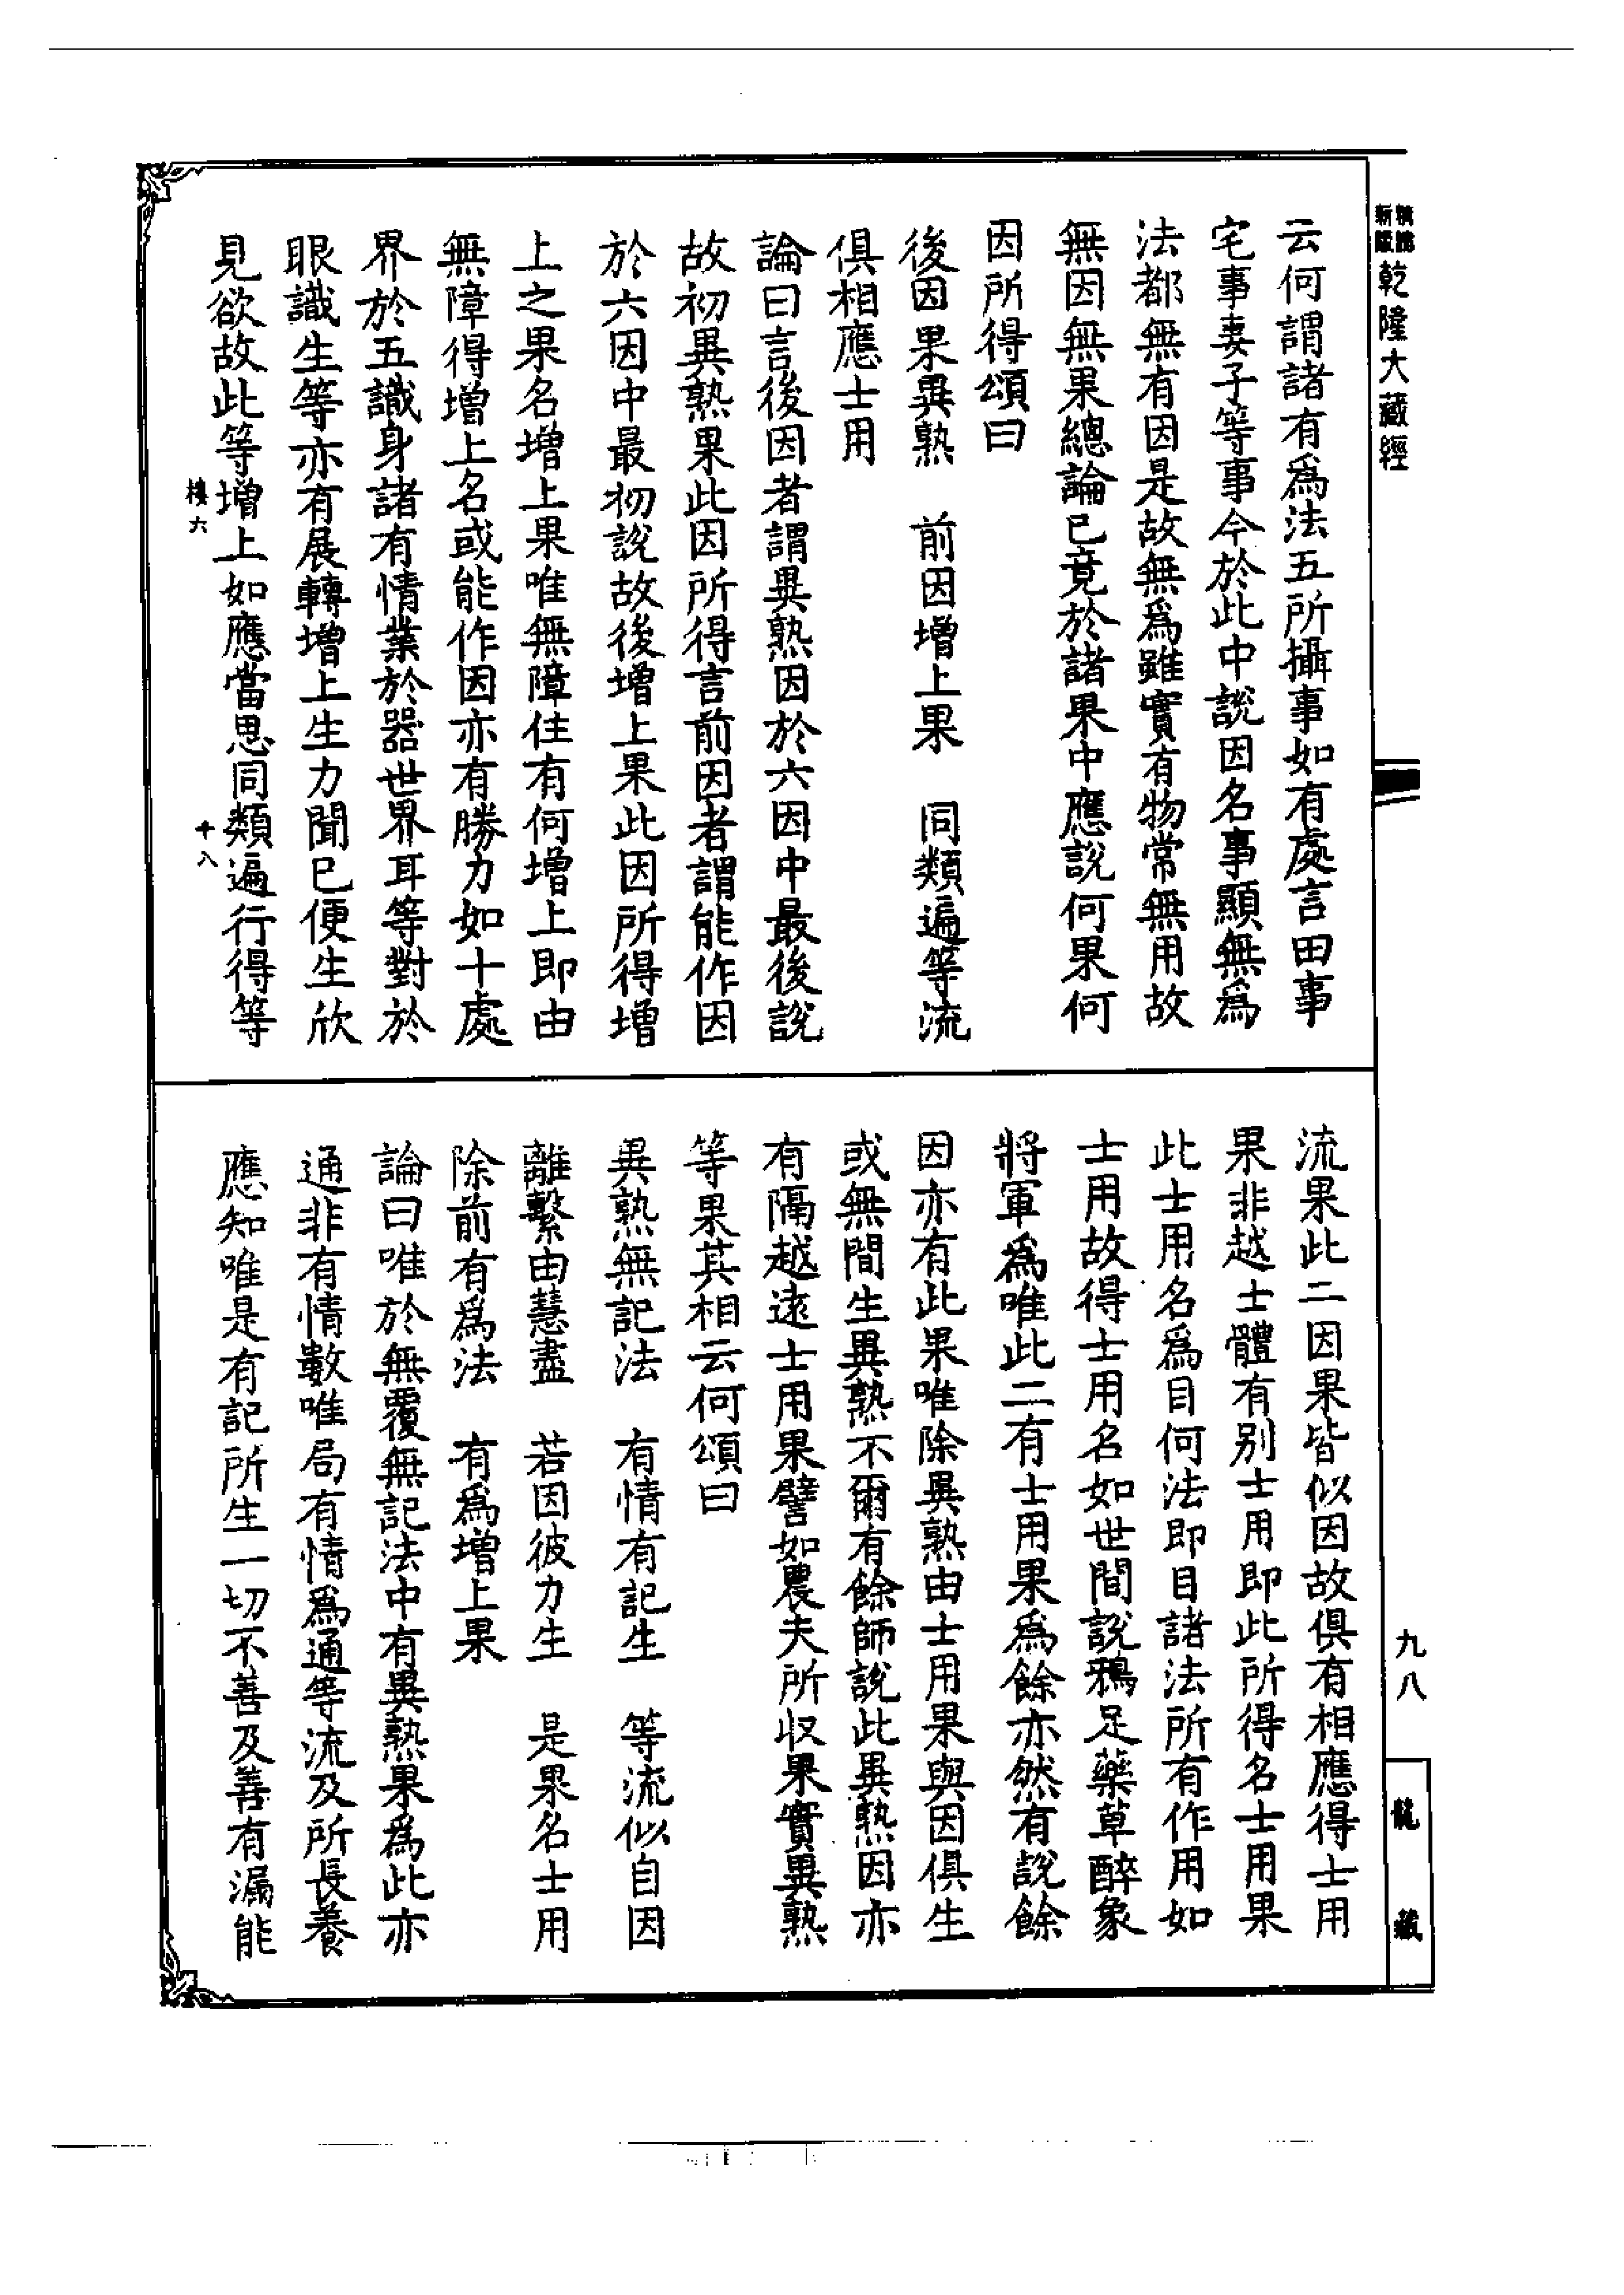 乾隆大藏經
云何謂諸有爲法五所攝事如有處言田事
宅事妻子等事今於此中說因名事顯無爲
法都無有因是故無爲雖實有物常無用故
無因無果總論已竟於諸果中應說何果何
因所得頌曰
後因果異熟　前因增上果　同類遍等流
俱相應士用
論曰言後因者謂異熟因於六因中最後說
故初異熟果此因所得言前因者謂能作因
於六因中最初說故後增上果此因所得增
上之果名增上果唯無障住有何增上即由
無障得增上名或能作因亦有勝力如十處
界於五識身諸有情業於器世界耳等對於
眼識生等亦有展轉增上生力聞已便生欣
見欲故此等增上如應當思同類遍行得等
樓六
十八
流果此二因果皆似因故俱有相應得士用
果非越士體有别士用即此所得名士用果
此士用名爲目何法即目諸法所有作用如
士用故得士用名如世間說鴉足藥草醉象
將軍爲唯此二有士用果爲餘亦然有說餘
因亦有此果唯除異熟由士用果與因俱生
或無間生異熟不爾有餘師說此異熟因亦
有隔越遠士用果譬如農夫所收果實異熟
等果其相云何頌曰
異熟無記法　有情有記生　等流似自因
離繫由慧盡　若因彼力生　是果名士用
除前有爲法　有爲增上果
論曰唯於無覆無記法中有異熟果爲此亦
通非有情數唯局有情爲通等流及所長養
應知唯是有記所生一切不善及善有漏能
九八
龍藏